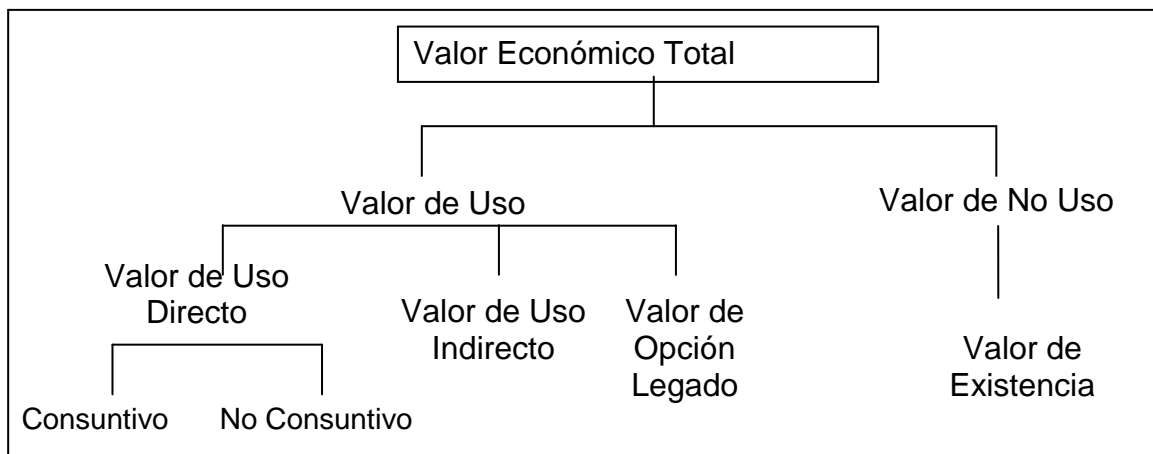 Valor Económico Total
Valor de Uso
Valor de No Uso
Valor de Uso
Directo
Valor de Uso
Indirecto
Valor de
Opción
Legado
Valor de
Existencia
Consuntivo
No Consuntivo